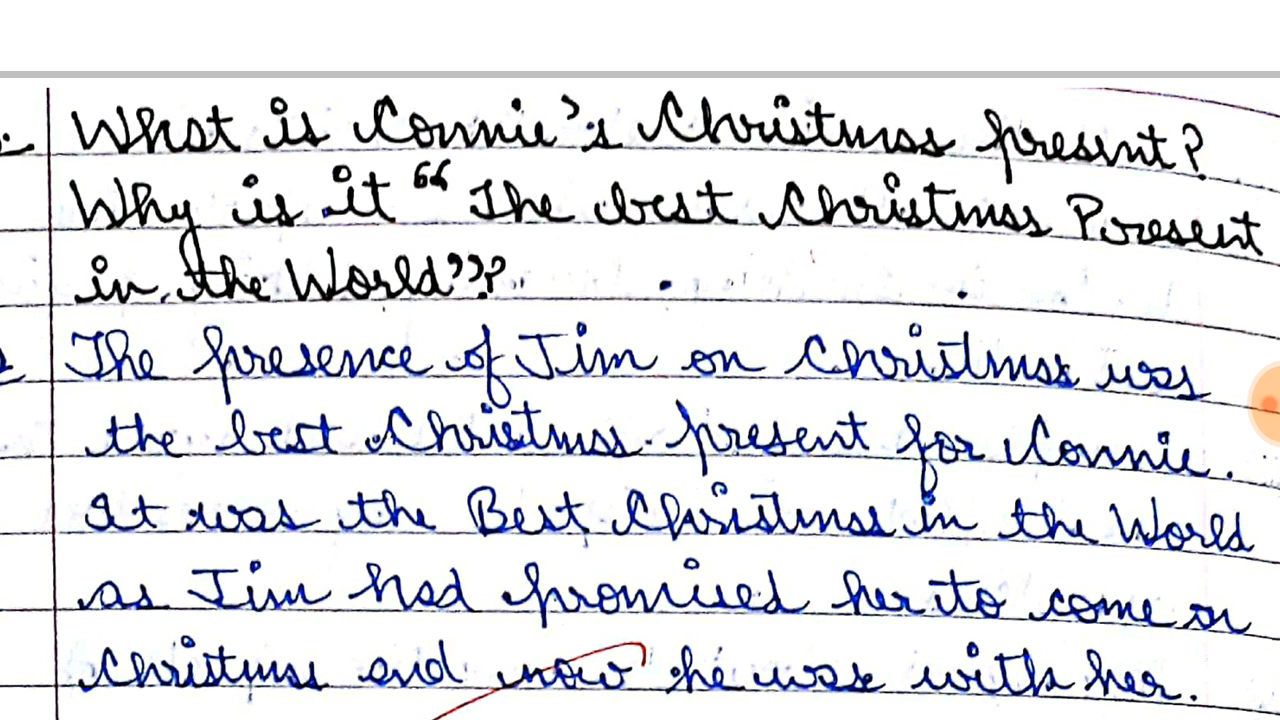 What is Connie's Christmas present?
Why is it "The best Christmas Present
in the World"?
The presence of Jim on Christmas was
the best Christmas present for Connie.
It was the Best Christmas in the World
as Jim had promised her to come on
Christmas and now he was with her.